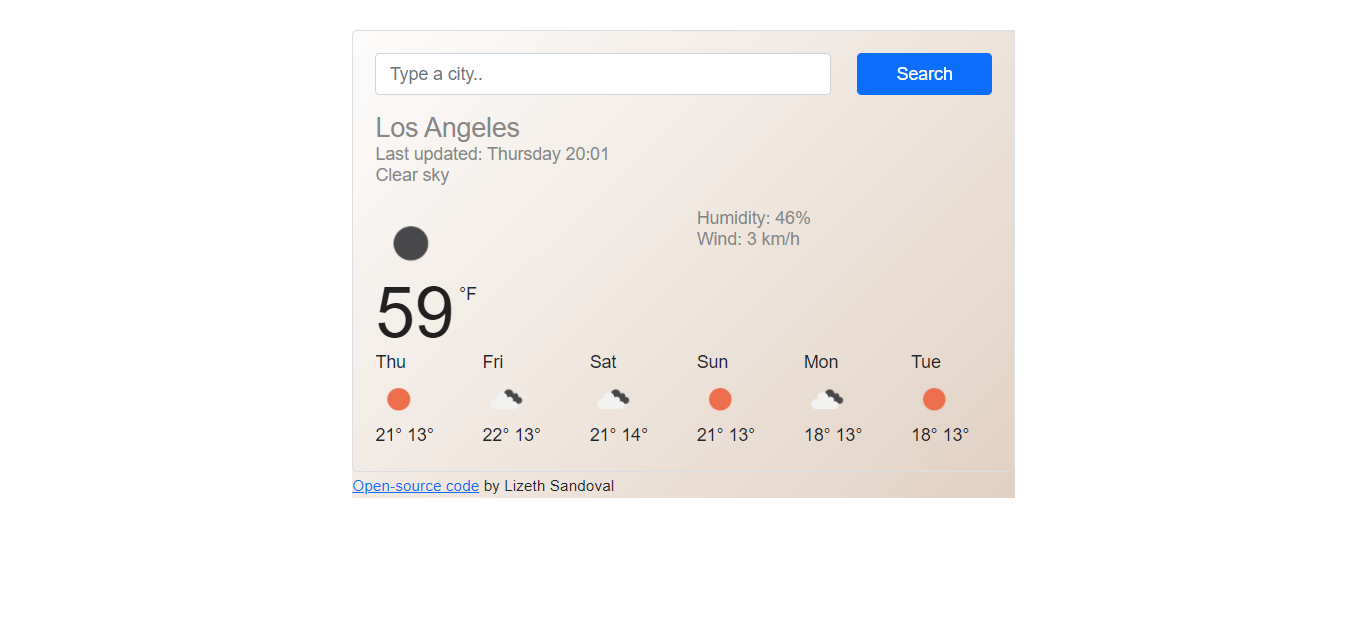 Type a city..
Search
Los Angeles
Last updated: Thursday 20:01
Clear sky
Humidity: 46%
Wind: 3 km/h
59 °F
Thu Fri Sat Sun Mon Tue
21° 13° 22° 13° 21° 14° 21° 13° 18° 13° 18° 13°
Open-source code by Lizeth Sandoval